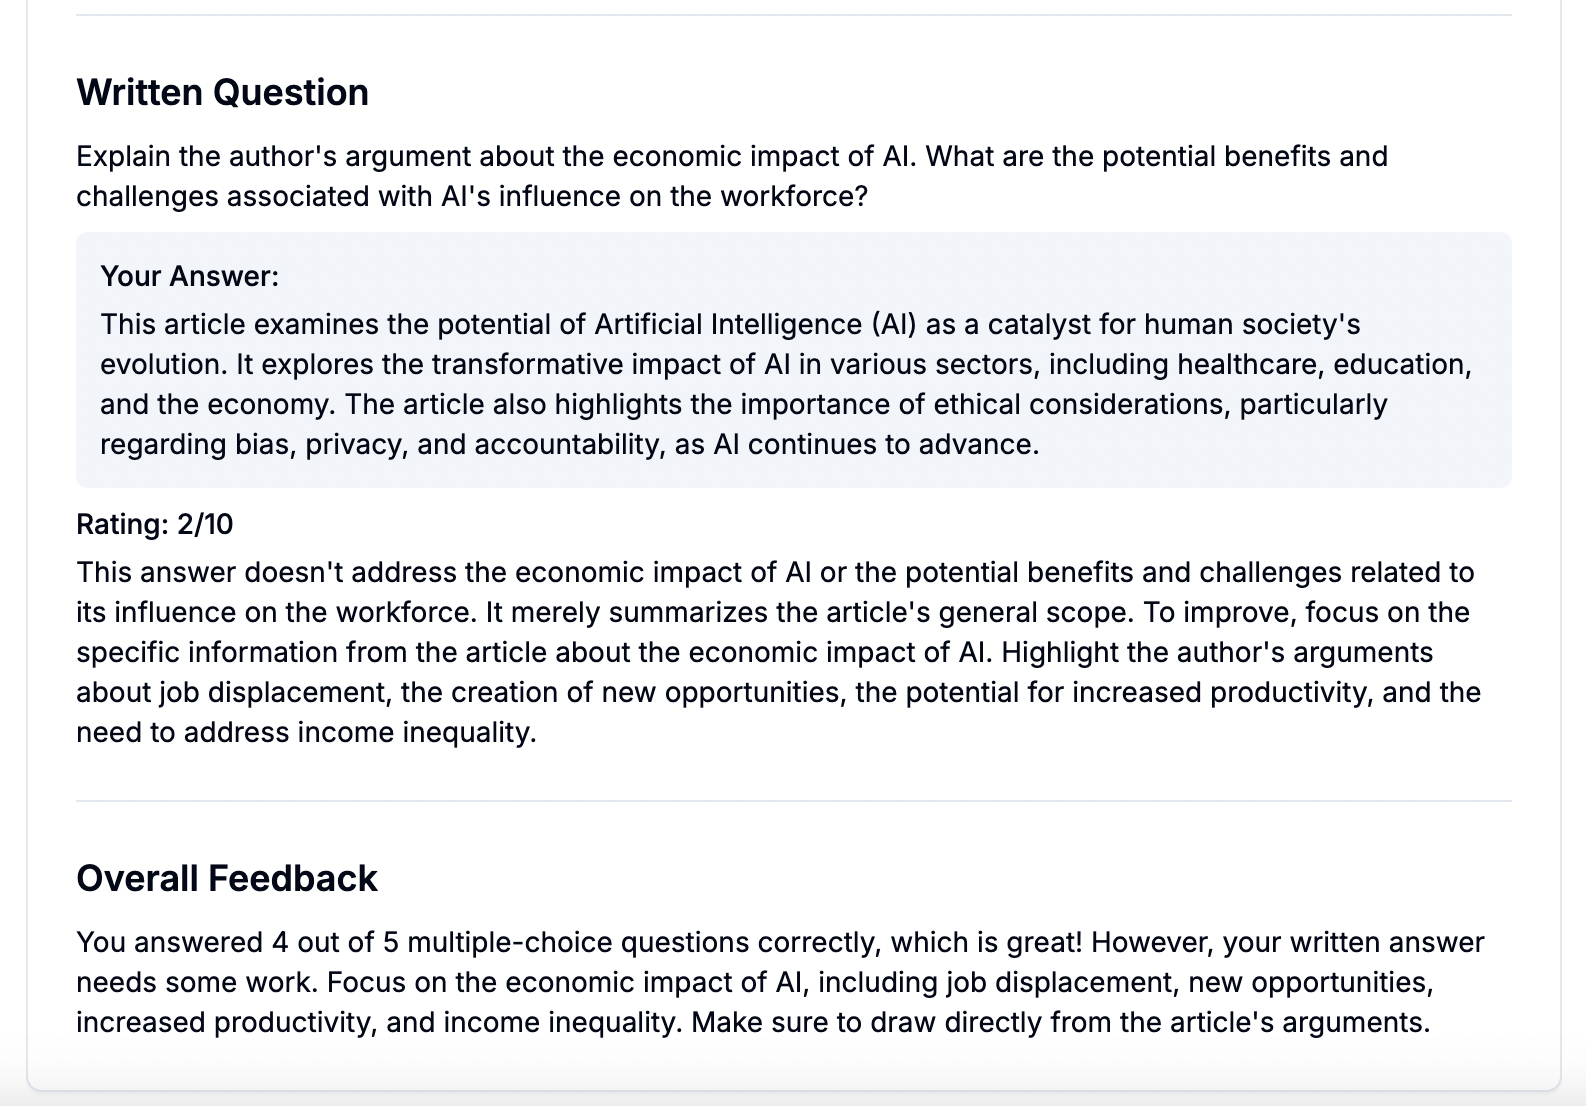 Written Question
Explain the author's argument about the economic impact of AI. What are the potential benefits and
challenges associated with AI's influence on the workforce?
Your Answer:
This article examines the potential of Artificial Intelligence (AI) as a catalyst for human society's
evolution. It explores the transformative impact of AI in various sectors, including healthcare, education,
and the economy. The article also highlights the importance of ethical considerations, particularly
regarding bias, privacy, and accountability, as AI continues to advance.
Rating: 2/10
This answer doesn't address the economic impact of AI or the potential benefits and challenges related to
its influence on the workforce. It merely summarizes the article's general scope. To improve, focus on the
specific information from the article about the economic impact of AI. Highlight the author's arguments
about job displacement, the creation of new opportunities, the potential for increased productivity, and the
need to address income inequality.
Overall Feedback
You answered 4 out of 5 multiple-choice questions correctly, which is great! However, your written answer
needs some work. Focus on the economic impact of AI, including job displacement, new opportunities,
increased productivity, and income inequality. Make sure to draw directly from the article's arguments.